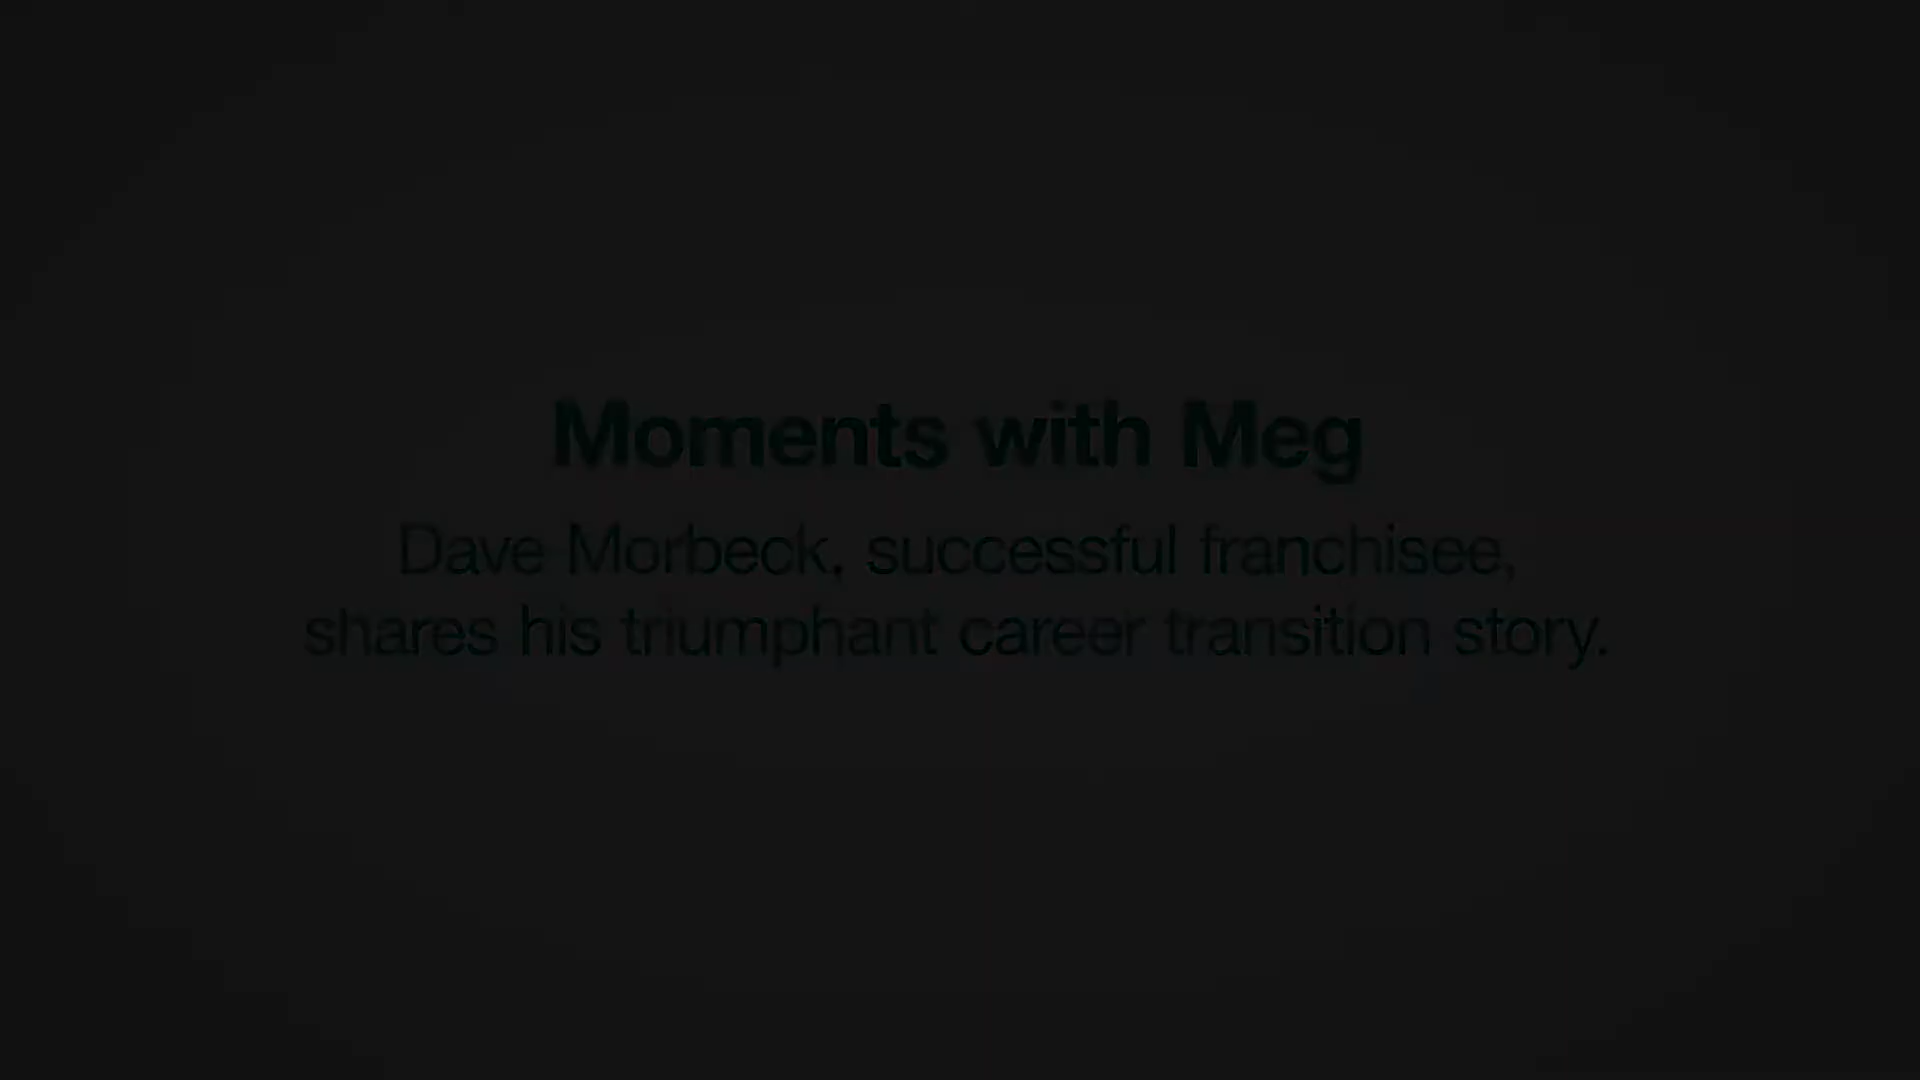 Moments with Meg
Dave Morbeck, successful franchisee,
shares his triumphant career transition story.